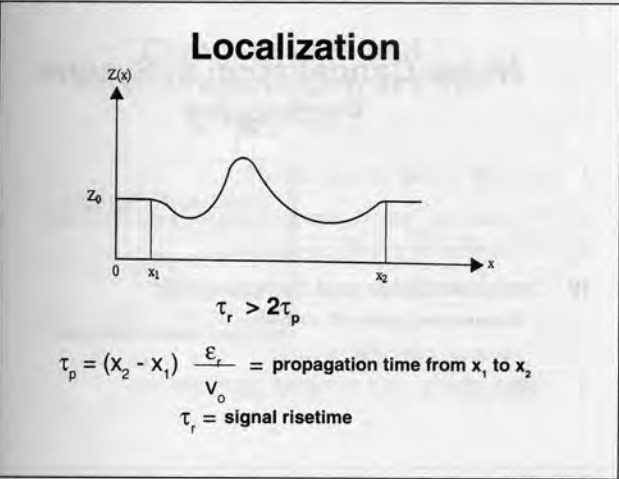 Localization
Z(x)
Z₀
0 x₁ x₂ x
τᵣ > 2τₚ
τₚ = (x₂ - x₁) εᵣ / vₒ = propagation time from x₁ to x₂
τᵣ = signal risetime